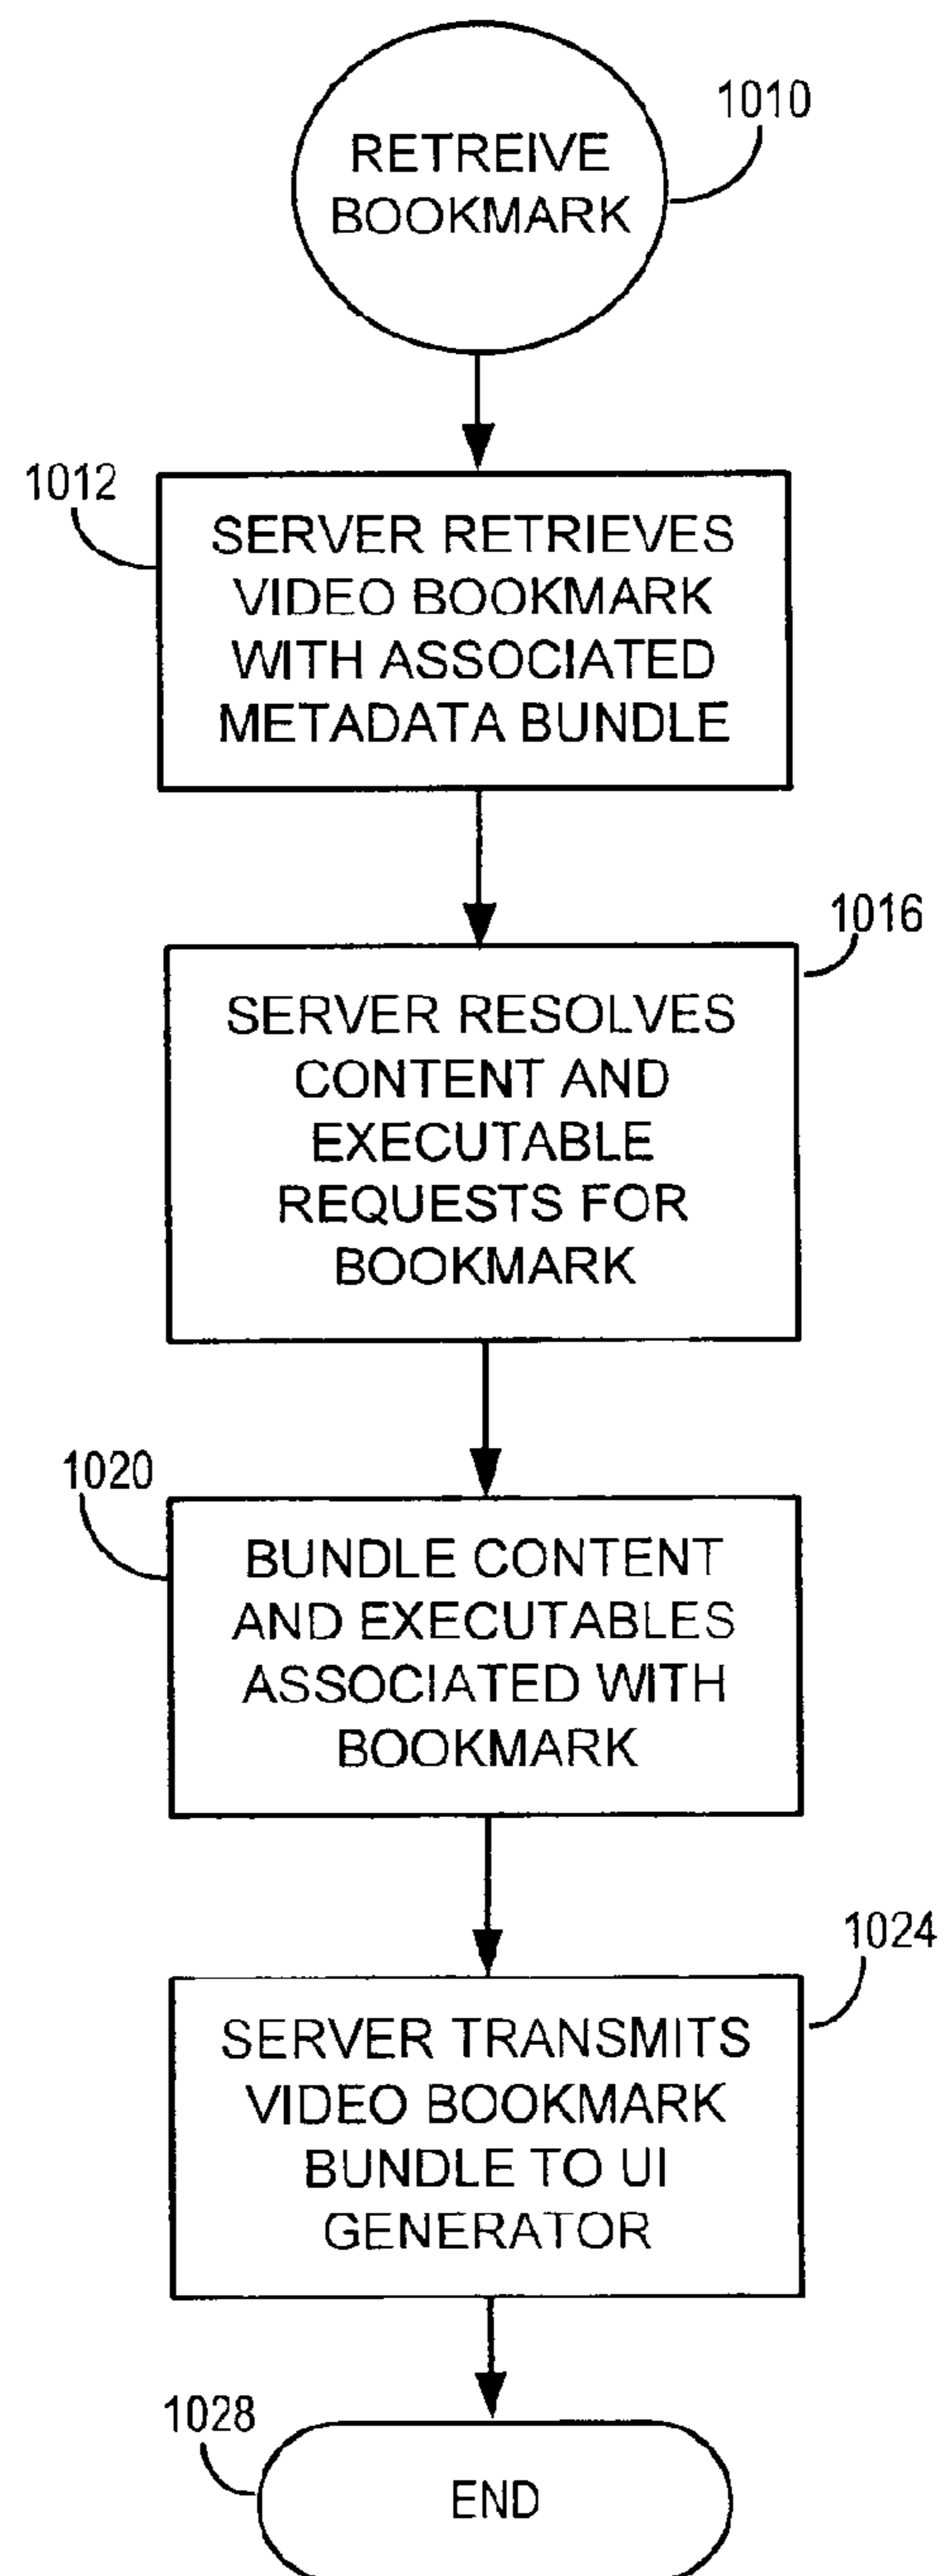 1010
RETREIVE
BOOKMARK
1012
SERVER RETRIEVES
VIDEO BOOKMARK
WITH ASSOCIATED
METADATA BUNDLE
1016
SERVER RESOLVES
CONTENT AND
EXECUTABLE
REQUESTS FOR
BOOKMARK
1020
BUNDLE CONTENT
AND EXECUTABLES
ASSOCIATED WITH
BOOKMARK
1024
SERVER TRANSMITS
VIDEO BOOKMARK
BUNDLE TO UI
GENERATOR
1028
END